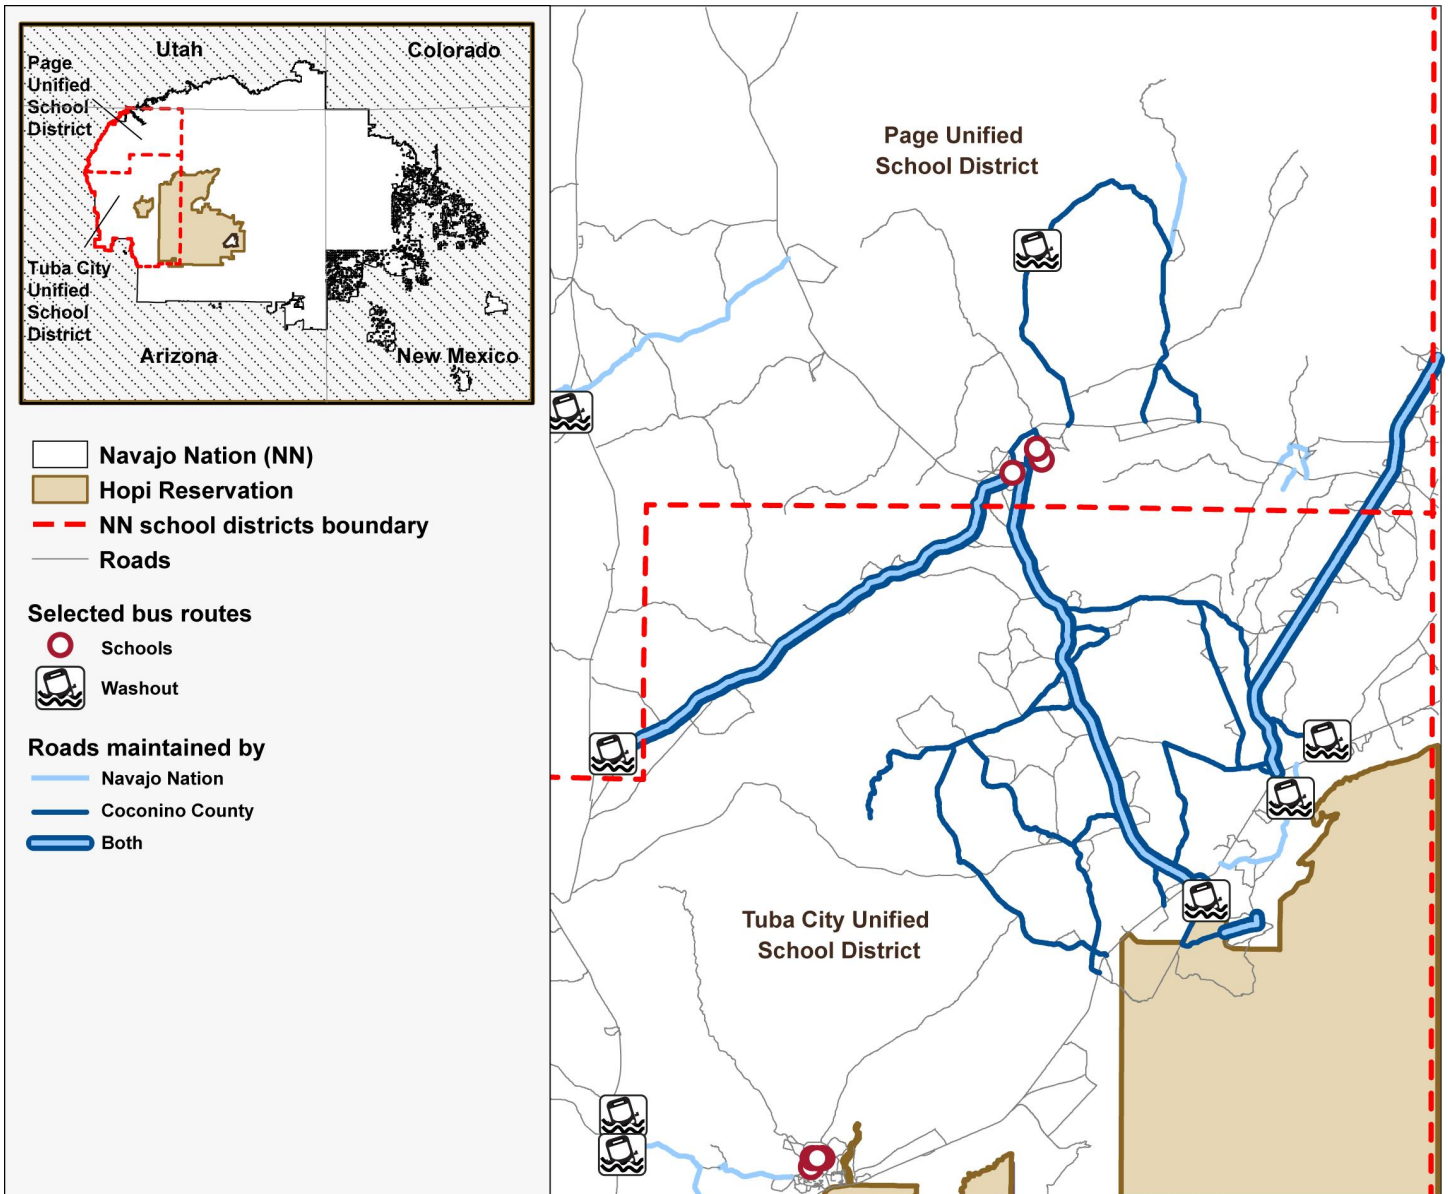 Utah
Colorado
Page
Unified
School
District
Tuba City
Unified
School
District
Arizona
New Mexico
Navajo Nation (NN)
Hopi Reservation
NN school districts boundary
Roads
Selected bus routes
Schools
Washout
Roads maintained by
Navajo Nation
Coconino County
Both
Page Unified
School District
Tuba City Unified
School District